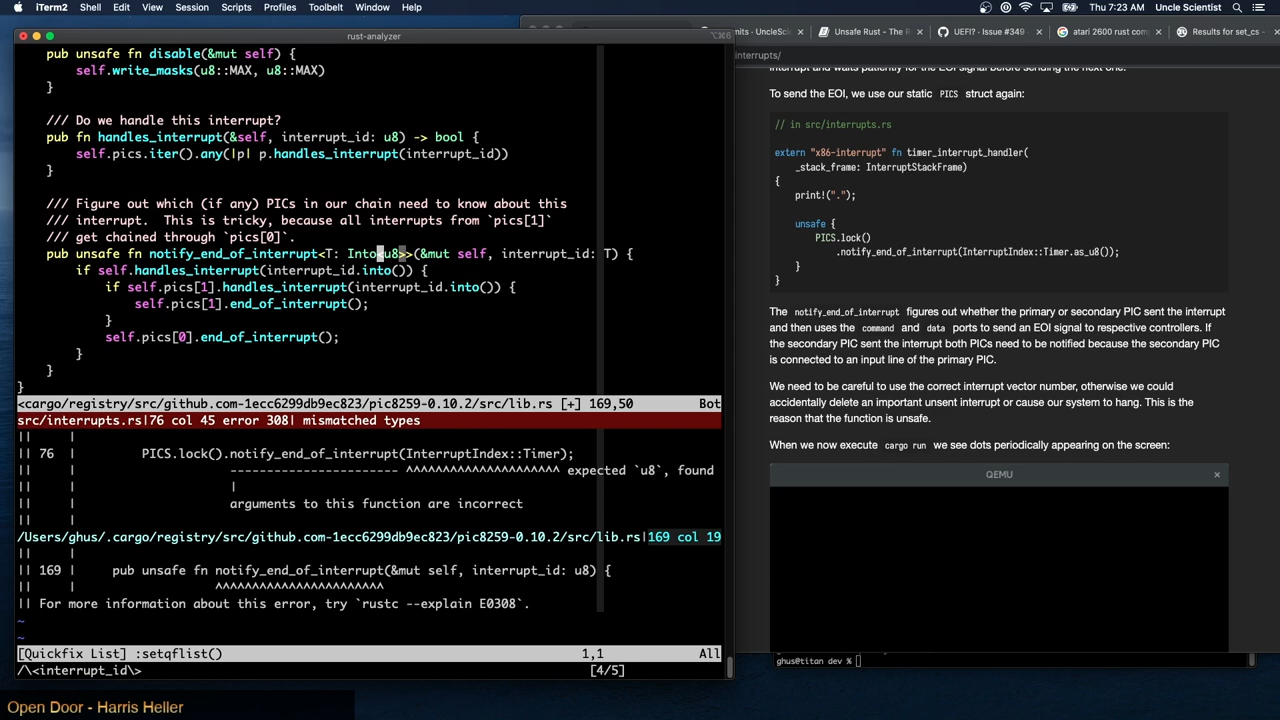 iTerm2 Shell Edit View Session Scripts Profiles Toolbelt Window Help
Thu 7:23 AM Uncle Scientist
rust-analyzer
⌥⌘6
mits · UncleSci
Unsafe Rust - The R
UEFI? · Issue #349
atari 2600 rust com
Results for set_cs
interrupts/
pub unsafe fn disable(&mut self) {
self.write_masks(u8::MAX, u8::MAX)
}
/// Do we handle this interrupt?
pub fn handles_interrupt(&self, interrupt_id: u8) -> bool {
self.pics.iter().any(|p| p.handles_interrupt(interrupt_id))
}
/// Figure out which (if any) PICs in our chain need to know about this
/// interrupt.  This is tricky, because all interrupts from `pics[1]`
/// get chained through `pics[0]`.
pub unsafe fn notify_end_of_interrupt<T: Into<u8>>(&mut self, interrupt_id: T) {
if self.handles_interrupt(interrupt_id.into()) {
if self.pics[1].handles_interrupt(interrupt_id.into()) {
self.pics[1].end_of_interrupt();
}
self.pics[0].end_of_interrupt();
}
}
}
<cargo/registry/src/github.com-1ecc6299db9ec823/pic8259-0.10.2/src/lib.rs [+] 169,50 Bot
src/interrupts.rs|76 col 45 error 308| mismatched types
|| |
|| 76 | PICS.lock().notify_end_of_interrupt(InterruptIndex::Timer);
|| | ----------------------- ^^^^^^^^^^^^^^^^^^^^^ expected `u8`, found
|| | |
|| | arguments to this function are incorrect
|| |
/Users/ghus/.cargo/registry/src/github.com-1ecc6299db9ec823/pic8259-0.10.2/src/lib.rs|169 col 19
|| |
|| 169 | pub unsafe fn notify_end_of_interrupt(&mut self, interrupt_id: u8) {
|| | ^^^^^^^^^^^^^^^^^^^^^^^
|| For more information about this error, try `rustc --explain E0308`.
~
~
[Quickfix List] :setqflist() 1,1 All
/\<interrupt_id\> [4/5]
Open Door - Harris Heller
interrupt and waits patiently for the EOI signal before sending the next one.
To send the EOI, we use our static PICS struct again:
// in src/interrupts.rs
extern "x86-interrupt" fn timer_interrupt_handler(
_stack_frame: InterruptStackFrame)
{
print!(".");
unsafe {
PICS.lock()
.notify_end_of_interrupt(InterruptIndex::Timer.as_u8());
}
}
The notify_end_of_interrupt figures out whether the primary or secondary PIC sent the interrupt
and then uses the command and data ports to send an EOI signal to respective controllers. If
the secondary PIC sent the interrupt both PICs need to be notified because the secondary PIC
is connected to an input line of the primary PIC.
We need to be careful to use the correct interrupt vector number, otherwise we could
accidentally delete an important unsent interrupt or cause our system to hang. This is the
reason that the function is unsafe.
When we now execute cargo run we see dots periodically appearing on the screen:
QEMU
ghus@titan dev %